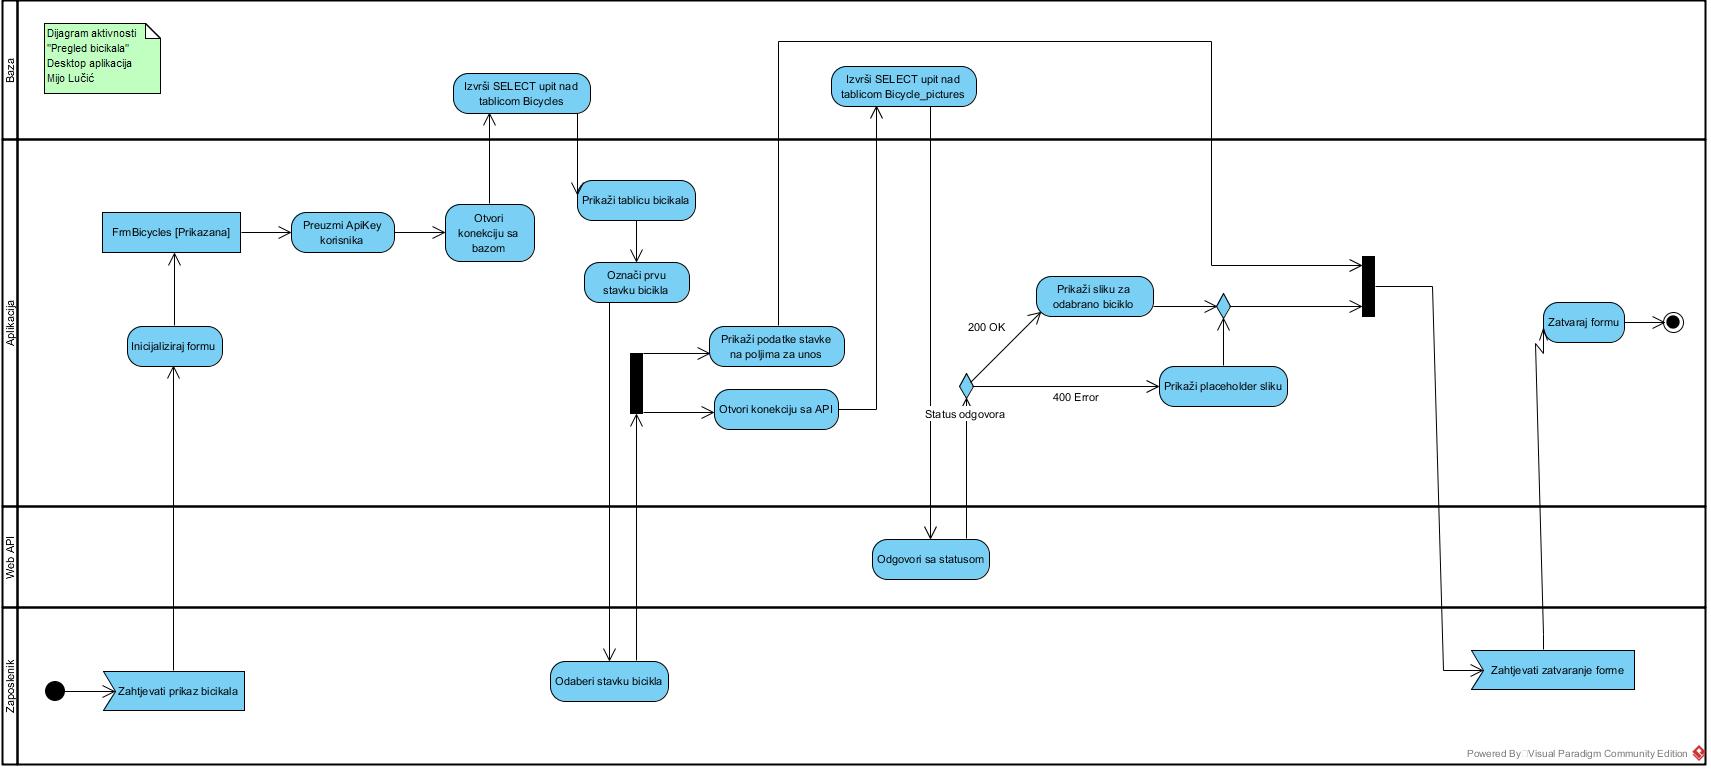 Dijagram aktivnosti
"Pregled bicikala"
Desktop aplikacija
Mijo Lučić
Baza
Izvrši SELECT upit nad
tablicom Bicycles
Izvrši SELECT upit nad
tablicom Bicycle_pictures
Aplikacija
FrmBicycles [Prikazana]
Preuzmi ApiKey
korisnika
Otvori
konekciju sa
bazom
Prikaži tablicu bicikala
Označi prvu
stavku bicikla
Inicijaliziraj formu
Prikaži podatke stavke
na poljima za unos
Otvori konekciju sa API
200 OK
Prikaži sliku za
odabrano biciklo
400 Error
Status odgovora
Prikaži placeholder sliku
Zatvaraj formu
Web API
Odgovori sa statusom
Zaposlenik
Zahtjevati prikaz bicikala
Odaberi stavku bicikla
Zahtjevati zatvaranje forme
Powered By Visual Paradigm Community Edition